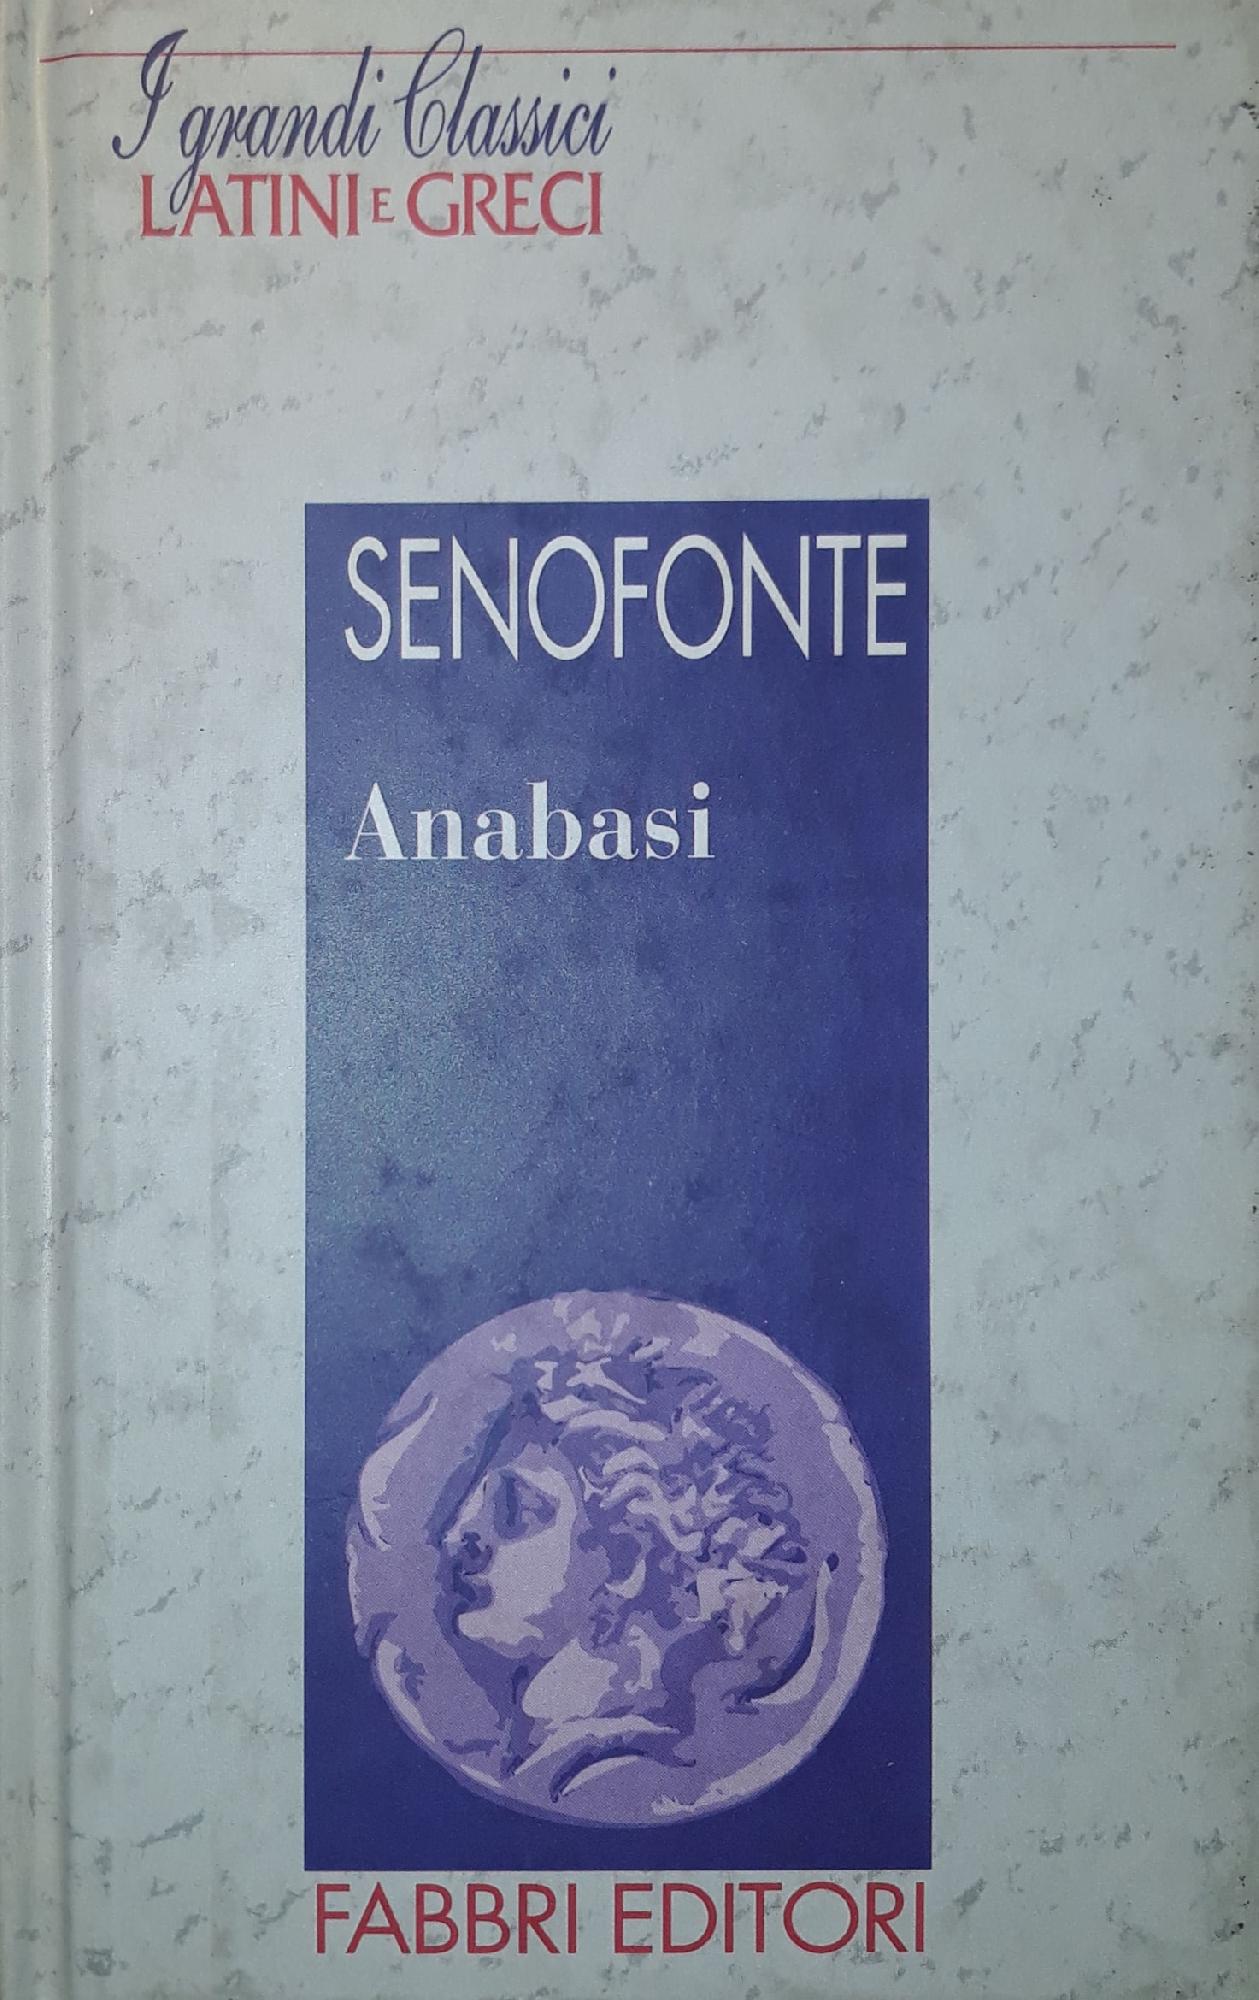 I grandi Classici
LATINI E GRECI
SENOFONTE
Anabasi
FABBRI EDITORI